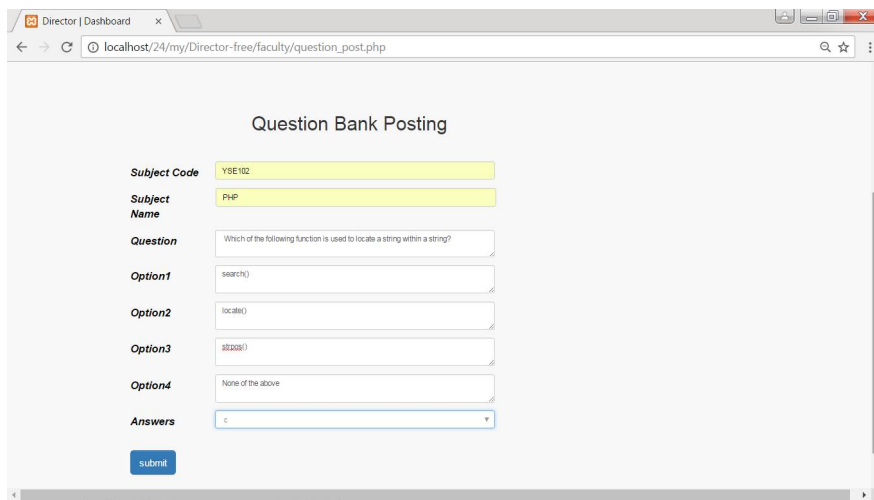 Director | Dashboard
localhost/24/my/Director-free/faculty/question_post.php
Question Bank Posting
Subject Code YSE102
Subject
Name PHP
Question Which of the following function is used to locate a string within a string?
Option1 search()
Option2 locate()
Option3 strpos()
Option4 None of the above
Answers c
submit